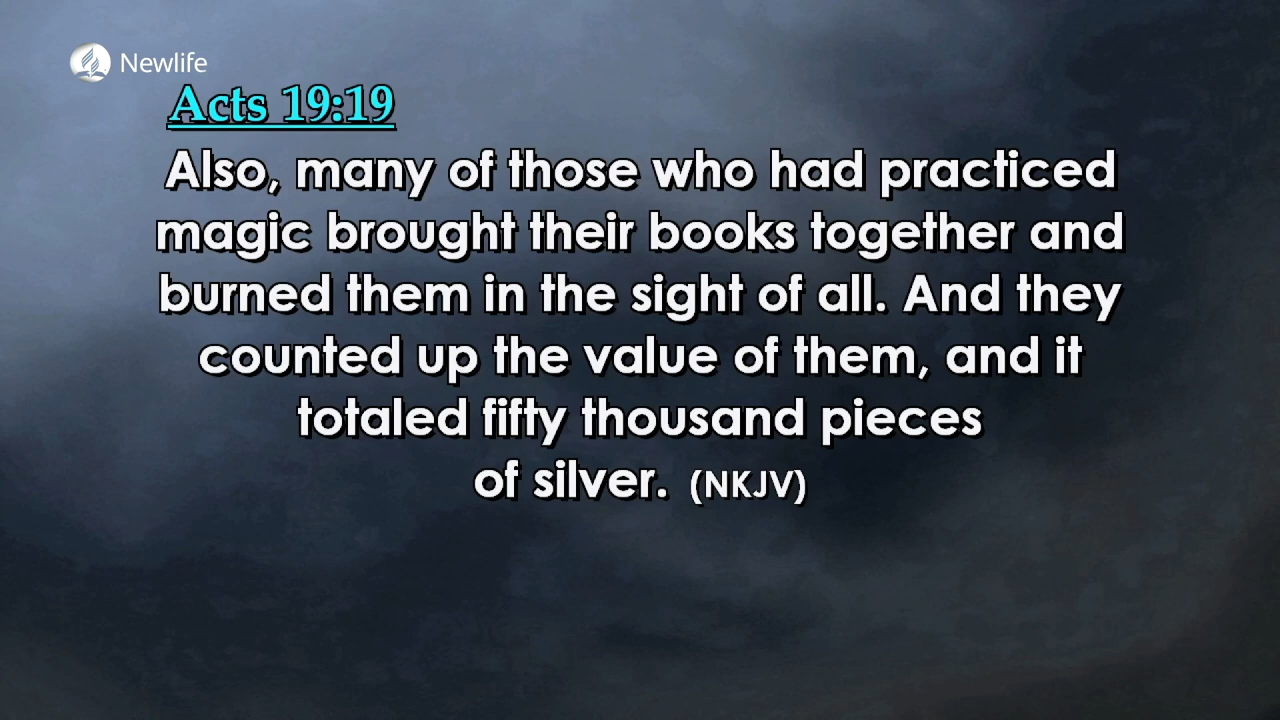 Newlife
Acts 19:19
Also, many of those who had practiced
magic brought their books together and
burned them in the sight of all. And they
counted up the value of them, and it
totaled fifty thousand pieces
of silver. (NKJV)